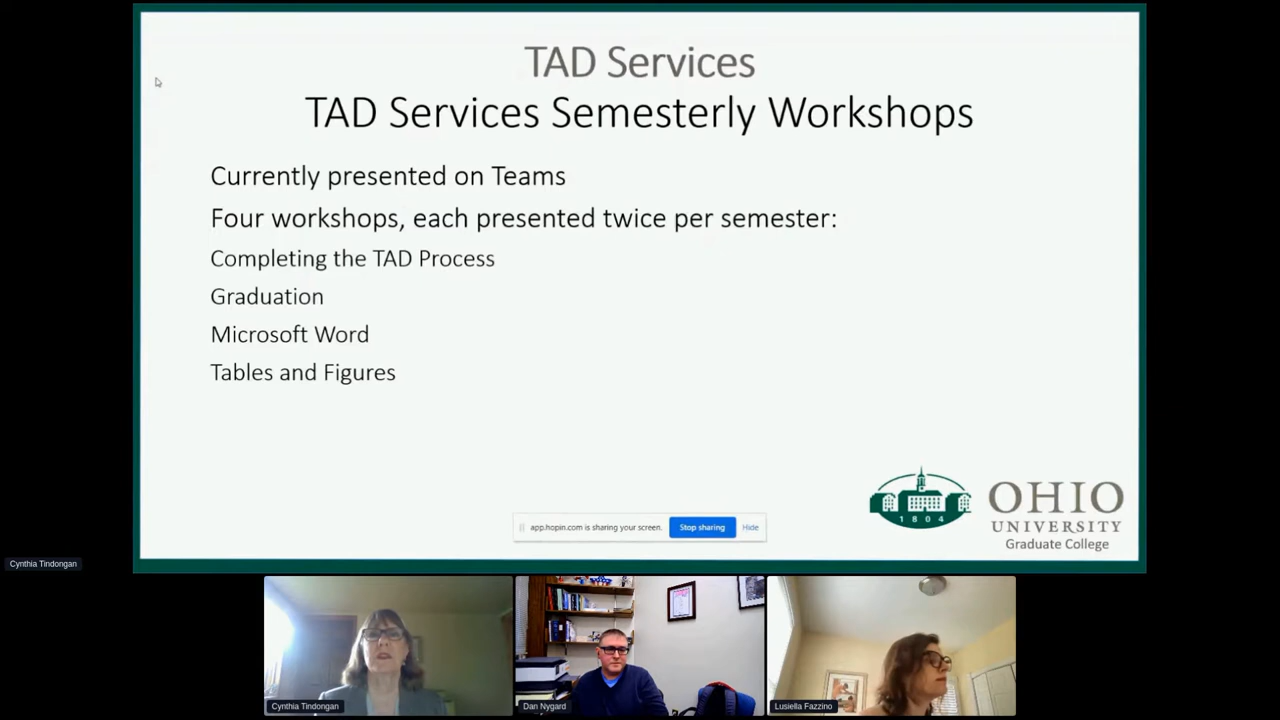 TAD Services
TAD Services Semesterly Workshops
Currently presented on Teams
Four workshops, each presented twice per semester:
Completing the TAD Process
Graduation
Microsoft Word
Tables and Figures
1804
OHIO
UNIVERSITY
Graduate College
app.hopin.com is sharing your screen.
Stop sharing
Hide
Cynthia Tindongan
Cynthia Tindongan
Dan Nygard
Lusiella Fazzino